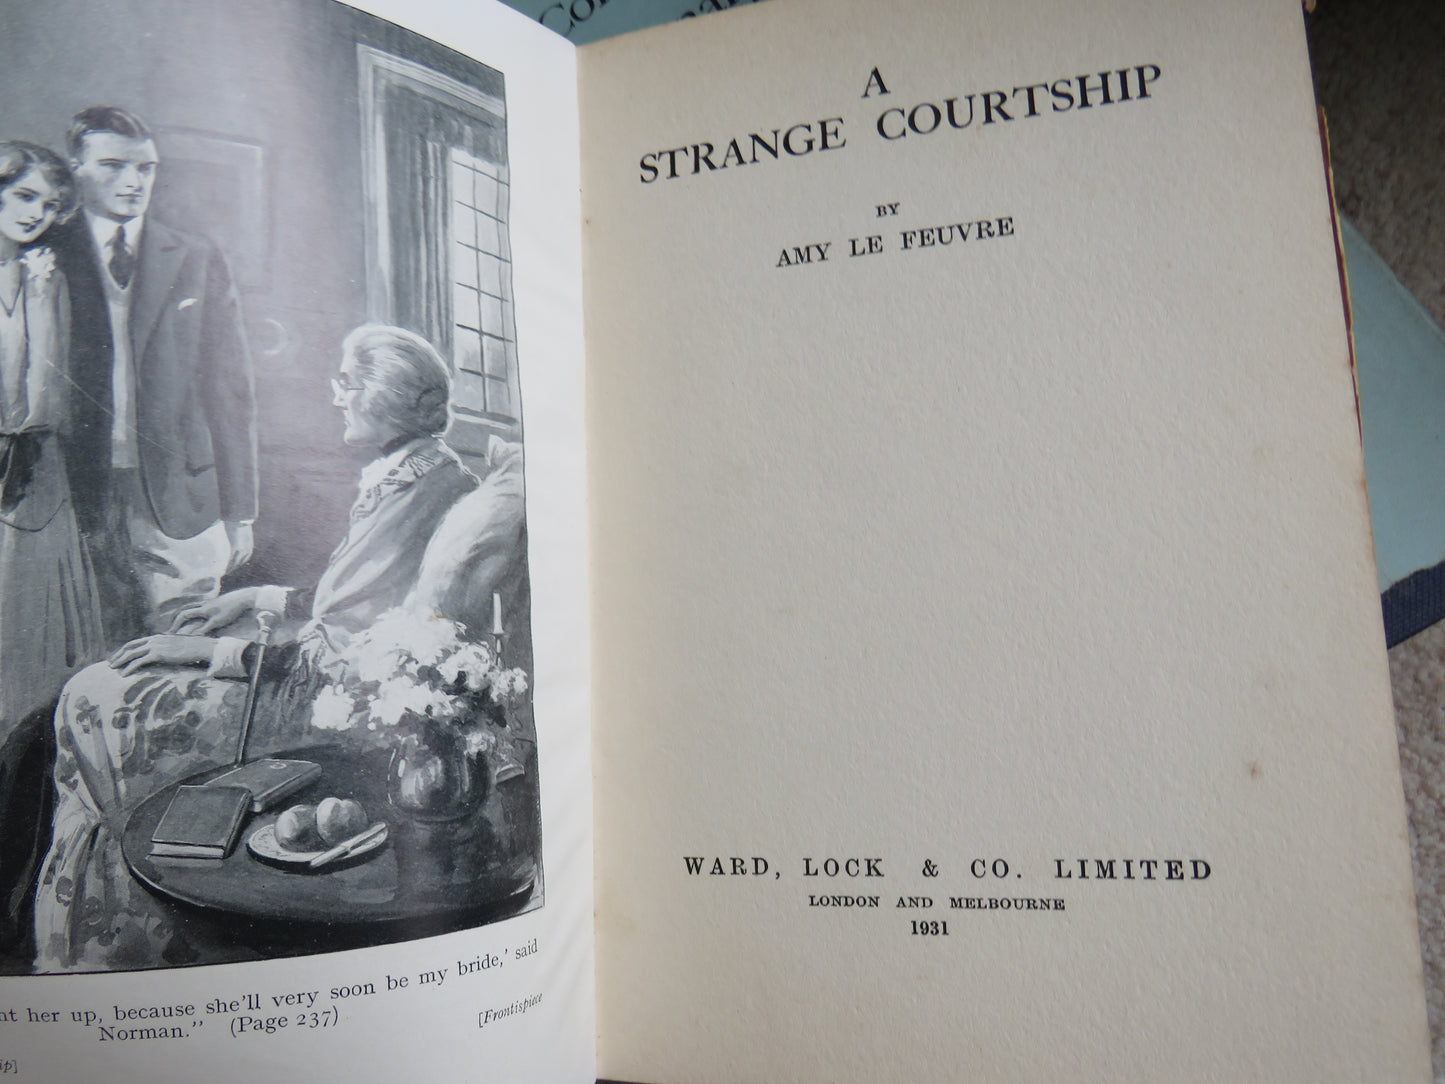 A
STRANGE COURTSHIP
BY
AMY LE FEUVRE
WARD, LOCK & CO. LIMITED
LONDON AND MELBOURNE
1931
her up, because she'll very soon be my bride,' said
Norman." (Page 237)
[Frontispiece